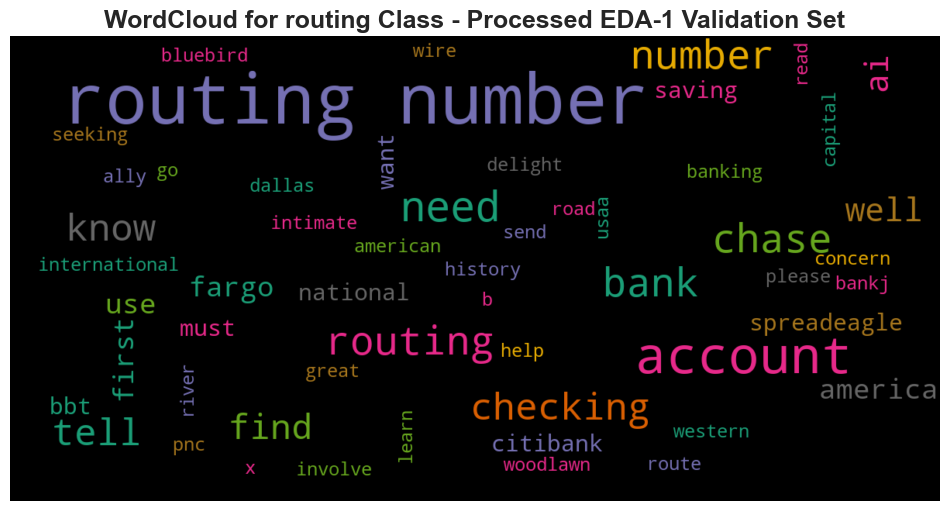 WordCloud for routing Class - Processed EDA-1 Validation Set
bluebird
wire
number
read
ai
routing number
saving
capital
seeking
want
delight
ally
go
dallas
banking
need
road
usaa
well
know
intimate
send
chase
american
concern
international
history
bank
please
bankj
fargo
national
b
use
first
must
routing
help
spreadeagle
account
river
great
america
bbt
checking
tell
find
learn
western
pnc
citibank
x
involve
woodlawn
route